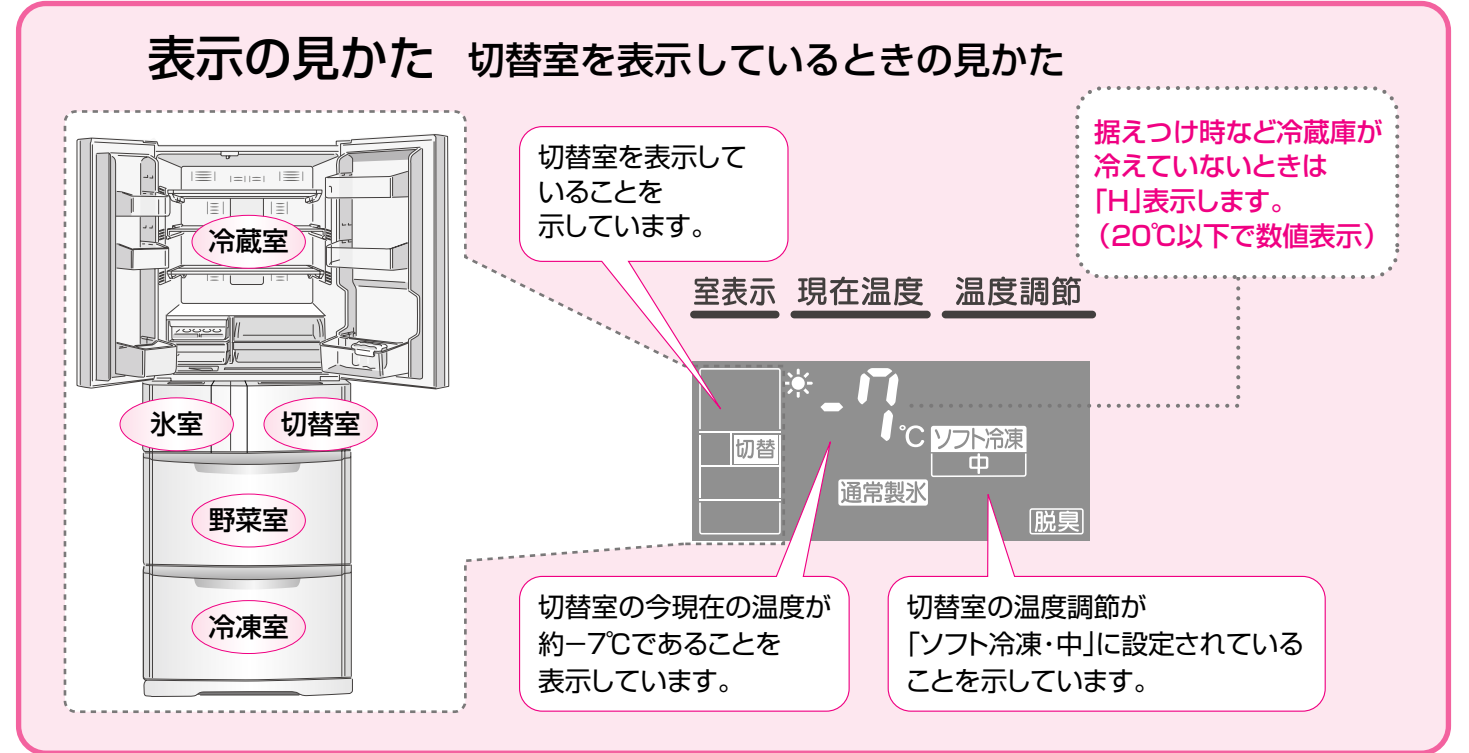 表示の見かた 切替室を表示しているときの見かた
冷蔵室
氷室
切替室
野菜室
冷凍室
切替室を表示して
いることを
示しています。
据えつけ時など冷蔵庫が
冷えていないときは
「H」表示します。
(20℃以下で数値表示)
室表示 現在温度 温度調節
切替
-7℃
ソフト冷凍
中
通常製氷
脱臭
切替室の今現在の温度が
約−7℃であることを
表示しています。
切替室の温度調節が
「ソフト冷凍・中」に設定されている
ことを示しています。